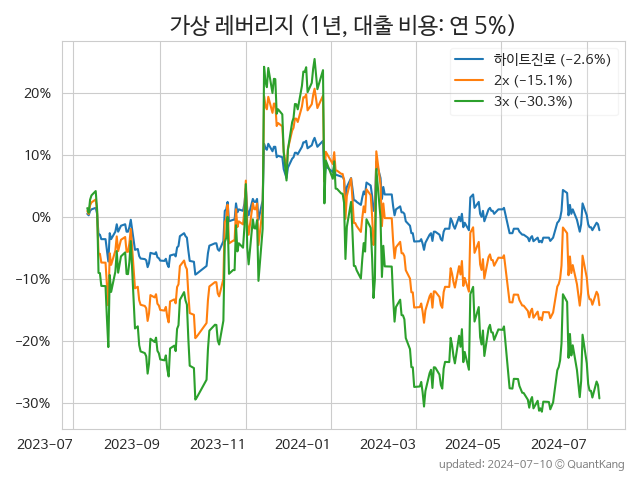 가상 레버리지 (1년, 대출 비용: 연 5%)
하이트진로 (−2.6%)
2x (−15.1%)
3x (−30.3%)
20%
10%
0%
−10%
−20%
−30%
2023-07 2023-09 2023-11 2024-01 2024-03 2024-05 2024-07
updated: 2024-07-10 © QuantKang